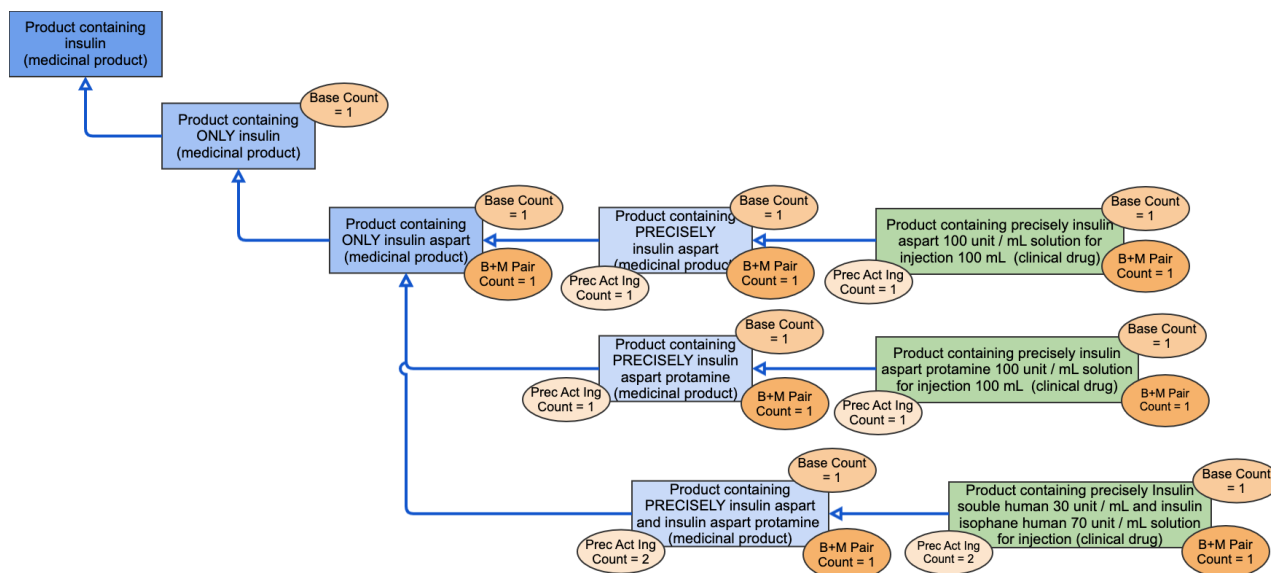 Product containing
insulin
(medicinal product)
Base Count
= 1
Product containing
ONLY insulin
(medicinal product)
Base Count
= 1
Product containing
ONLY insulin aspart
(medicinal product)
B+M Pair
Count = 1
Base Count
= 1
Product containing
PRECISELY
insulin aspart
(medicinal product)
Prec Act Ing
Count = 1
B+M Pair
Count = 1
Base Count
= 1
Product containing precisely insulin
aspart 100 unit / mL solution for
injection 100 mL (clinical drug)
Prec Act Ing
Count = 1
B+M Pair
Count = 1
Base Count
= 1
Product containing
PRECISELY insulin
aspart protamine
(medicinal product)
Prec Act Ing
Count = 1
B+M Pair
Count = 1
Base Count
= 1
Product containing precisely insulin
aspart protamine 100 unit / mL solution
for injection 100 mL (clinical drug)
Prec Act Ing
Count = 1
B+M Pair
Count = 1
Base Count
= 1
Product containing
PRECISELY insulin aspart
and insulin aspart protamine
(medicinal product)
Prec Act Ing
Count = 2
B+M Pair
Count = 1
Base Count
= 1
Product containing precisely Insulin
souble human 30 unit / mL and insulin
isophane human 70 unit / mL solution
for injection (clinical drug)
Prec Act Ing
Count = 2
B+M Pair
Count = 1